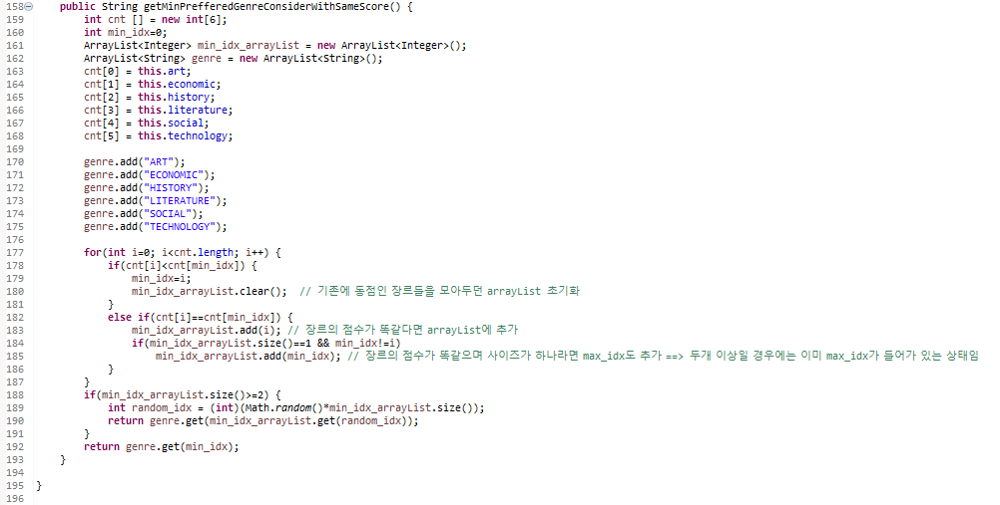 158 public String getMinPrefferedGenreConsiderWithSameScore() {
159 int cnt [] = new int[6];
160 int min_idx=0;
161 ArrayList<Integer> min_idx_arrayList = new ArrayList<Integer>();
162 ArrayList<String> genre = new ArrayList<String>();
163 cnt[0] = this.art;
164 cnt[1] = this.economic;
165 cnt[2] = this.history;
166 cnt[3] = this.literature;
167 cnt[4] = this.social;
168 cnt[5] = this.technology;
169
170 genre.add("ART");
171 genre.add("ECONOMIC");
172 genre.add("HISTORY");
173 genre.add("LITERATURE");
174 genre.add("SOCIAL");
175 genre.add("TECHNOLOGY");
176
177 for(int i=0; i<cnt.length; i++) {
178 if(cnt[i]<cnt[min_idx]) {
179 min_idx=i;
180 min_idx_arrayList.clear(); // 기존에 동점인 장르들을 모아두던 arrayList 초기화
181 }
182 else if(cnt[i]==cnt[min_idx]) {
183 min_idx_arrayList.add(i); // 장르의 점수가 똑같다면 arrayList에 추가
184 if(min_idx_arrayList.size()==1 && min_idx!=i)
185 min_idx_arrayList.add(min_idx); // 장르의 점수가 똑같으며 사이즈가 하나라면 max_idx도 추가 ==> 두개 이상일 경우에는 이미 max_idx가 들어가 있는 상태임
186 }
187 }
188 if(min_idx_arrayList.size()>=2) {
189 int random_idx = (int)(Math.random()*min_idx_arrayList.size());
190 return genre.get(min_idx_arrayList.get(random_idx));
191 }
192 return genre.get(min_idx);
193 }
194
195 }
196